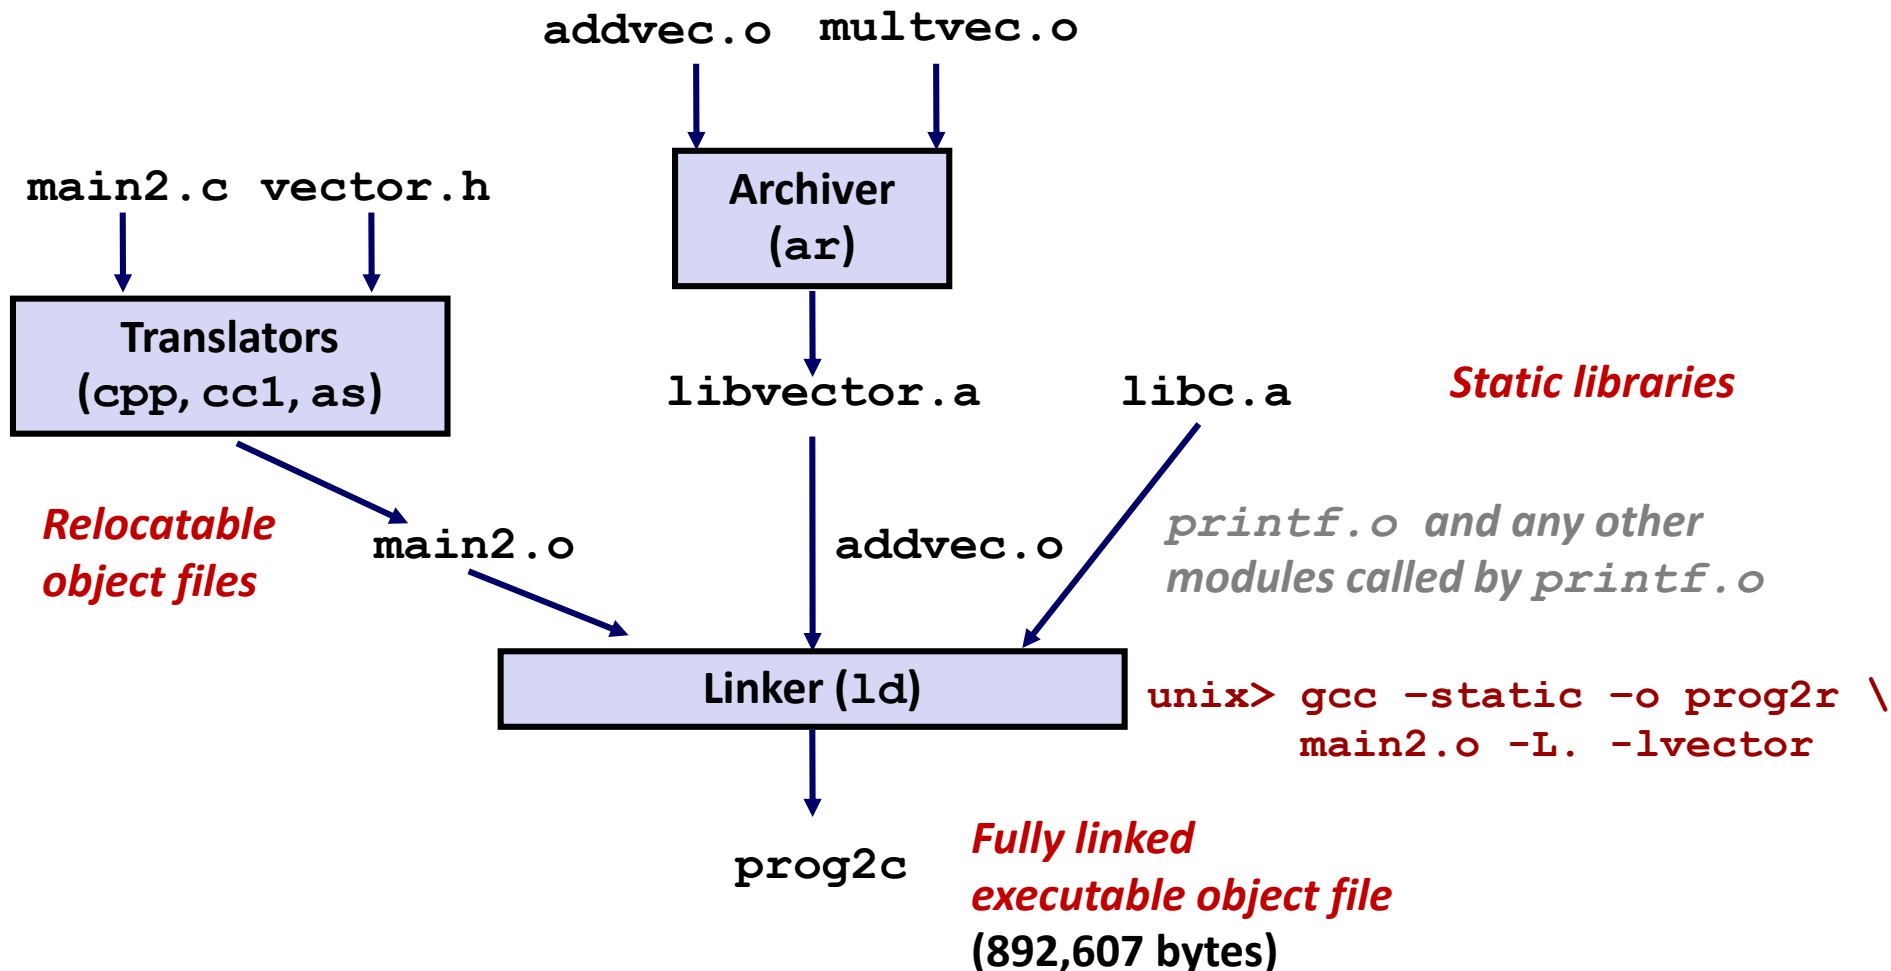 addvec.o multvec.o
main2.c vector.h
Archiver
(ar)
Translators
(cpp, cc1, as)
libvector.a
libc.a
Static libraries
Relocatable
object files
main2.o
addvec.o
printf.o and any other
modules called by printf.o
Linker (ld)
unix> gcc –static –o prog2r \
main2.o -L. -lvector
prog2c
Fully linked
executable object file
(892,607 bytes)